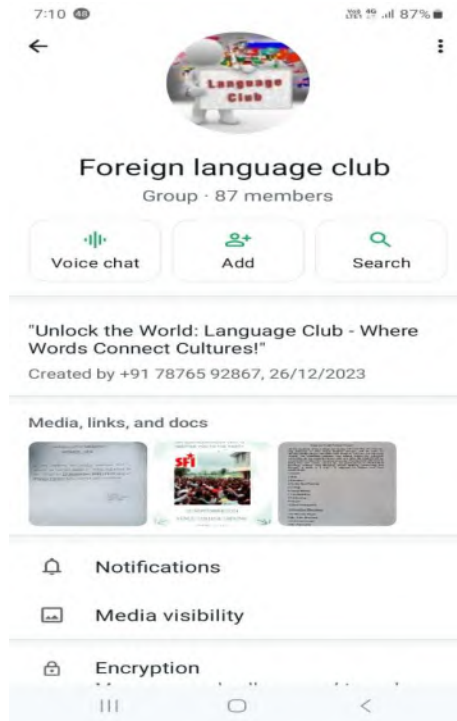 7:10 48 4G 87%
Language
Club
Foreign language club
Group · 87 members
Voice chat
Add
Search
"Unlock the World: Language Club - Where
Words Connect Cultures!"
Created by +91 78765 92867, 26/12/2023
Media, links, and docs
SFI
Notifications
Media visibility
Encryption